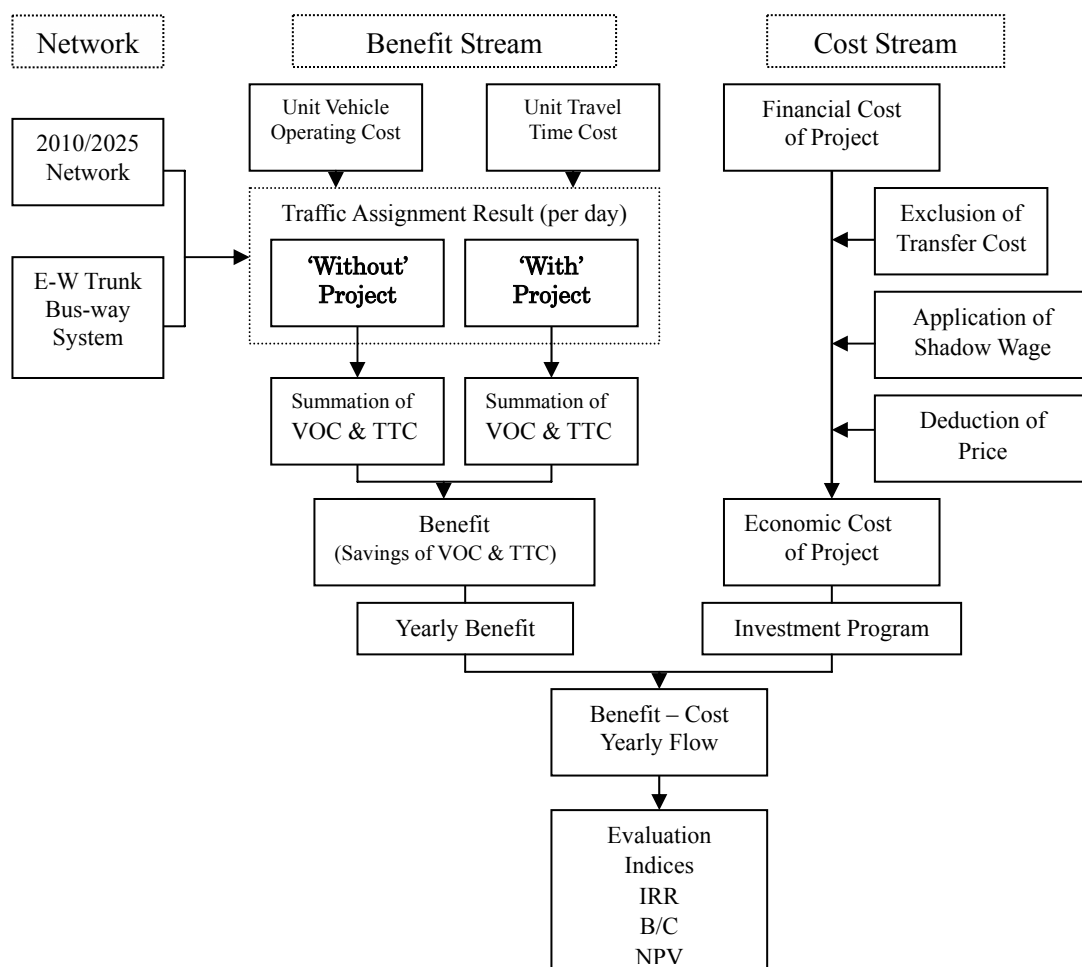 Network
Benefit Stream
Cost Stream
2010/2025
Network
E-W Trunk
Bus-way
System
Unit Vehicle
Operating Cost
Unit Travel
Time Cost
Traffic Assignment Result (per day)
‘Without’
Project
‘With’
Project
Summation of
VOC & TTC
Summation of
VOC & TTC
Benefit
(Savings of VOC & TTC)
Yearly Benefit
Financial Cost
of Project
Exclusion of
Transfer Cost
Application of
Shadow Wage
Deduction of
Price
Economic Cost
of Project
Investment Program
Benefit – Cost
Yearly Flow
Evaluation
Indices
IRR
B/C
NPV